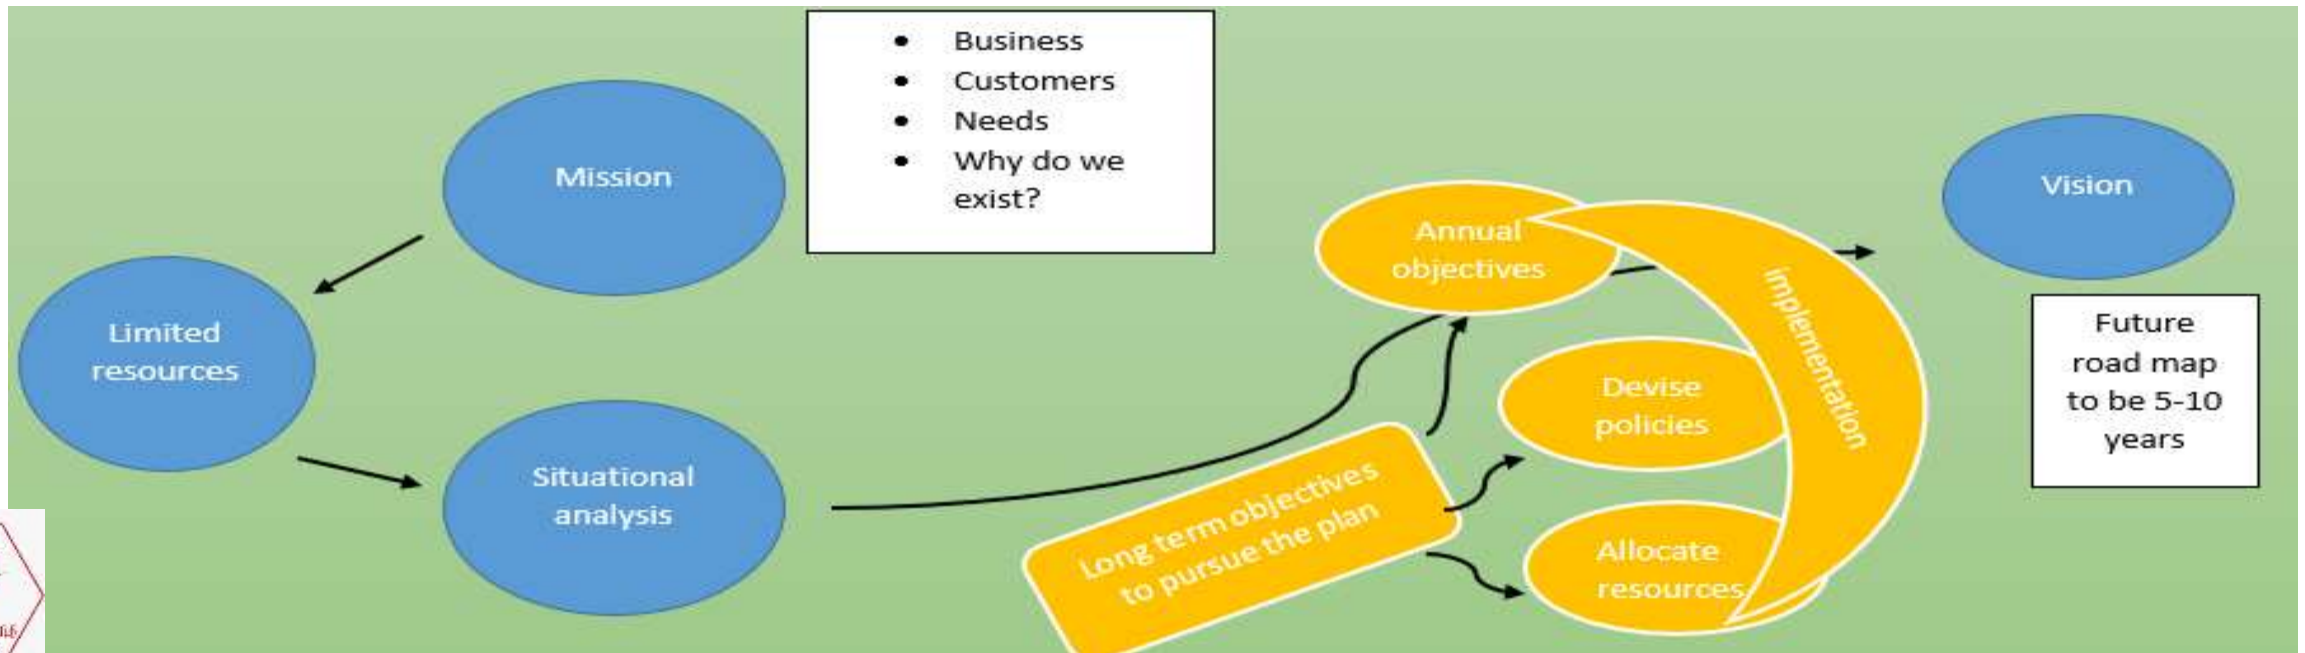 • Business
• Customers
• Needs
• Why do we
exist?
Mission
Vision
Annual
objectives
implementation
Limited
resources
Future
road map
to be 5-10
years
Devise
policies
Situational
analysis
Long term objectives
to pursue the plan
Allocate
resources